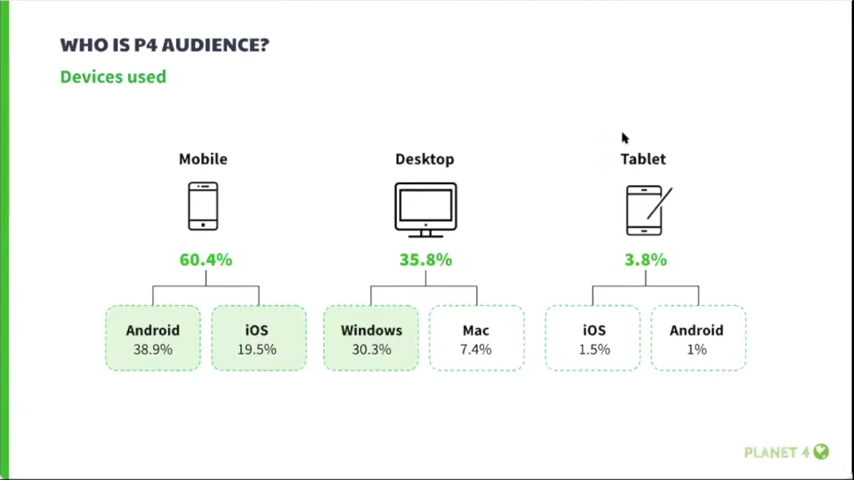 WHO IS P4 AUDIENCE?
Devices used
Mobile
Desktop
Tablet
60.4%
35.8%
3.8%
Android
38.9%
iOS
19.5%
Windows
30.3%
Mac
7.4%
iOS
1.5%
Android
1%
PLANET 4